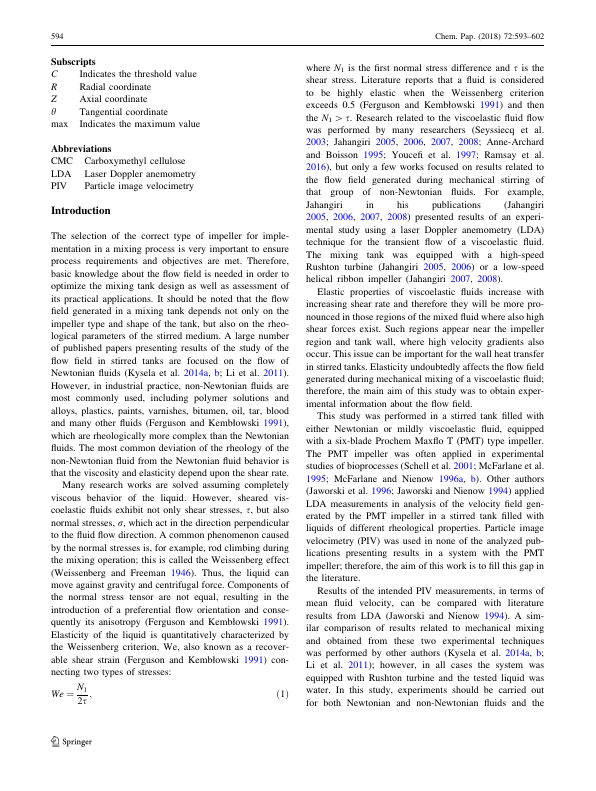 594
Chem. Pap. (2018) 72:593–602
Subscripts
C Indicates the threshold value
R Radial coordinate
Z Axial coordinate
θ Tangential coordinate
max Indicates the maximum value
Abbreviations
CMC Carboxymethyl cellulose
LDA Laser Doppler anemometry
PIV Particle image velocimetry
Introduction
The selection of the correct type of impeller for imple-
mentation in a mixing process is very important to ensure
process requirements and objectives are met. Therefore,
basic knowledge about the flow field is needed in order to
optimize the mixing tank design as well as assessment of
its practical applications. It should be noted that the flow
field generated in a mixing tank depends not only on the
impeller type and shape of the tank, but also on the rheo-
logical parameters of the stirred medium. A large number
of published papers presenting results of the study of the
flow field in stirred tanks are focused on the flow of
Newtonian fluids (Kysela et al. 2014a, b; Li et al. 2011).
However, in industrial practice, non-Newtonian fluids are
most commonly used, including polymer solutions and
alloys, plastics, paints, varnishes, bitumen, oil, tar, blood
and many other fluids (Ferguson and Kembłowski 1991),
which are rheologically more complex than the Newtonian
fluids. The most common deviation of the rheology of the
non-Newtonian fluid from the Newtonian fluid behavior is
that the viscosity and elasticity depend upon the shear rate.
Many research works are solved assuming completely
viscous behavior of the liquid. However, sheared vis-
coelastic fluids exhibit not only shear stresses, τ, but also
normal stresses, σ, which act in the direction perpendicular
to the fluid flow direction. A common phenomenon caused
by the normal stresses is, for example, rod climbing during
the mixing operation; this is called the Weissenberg effect
(Weissenberg and Freeman 1946). Thus, the liquid can
move against gravity and centrifugal force. Components of
the normal stress tensor are not equal, resulting in the
introduction of a preferential flow orientation and conse-
quently its anisotropy (Ferguson and Kembłowski 1991).
Elasticity of the liquid is quantitatively characterized by
the Weissenberg criterion, We, also known as a recover-
able shear strain (Ferguson and Kembłowski 1991) con-
necting two types of stresses:
We = N1/2τ, (1)
where N1 is the first normal stress difference and τ is the
shear stress. Literature reports that a fluid is considered
to be highly elastic when the Weissenberg criterion
exceeds 0.5 (Ferguson and Kembłowski 1991) and then
the N1 > τ. Research related to the viscoelastic fluid flow
was performed by many researchers (Seyssiecq et al.
2003; Jahangiri 2005, 2006, 2007, 2008; Anne-Archard
and Boisson 1995; Youcefi et al. 1997; Ramsay et al.
2016), but only a few works focused on results related to
the flow field generated during mechanical stirring of
that group of non-Newtonian fluids. For example,
Jahangiri in his publications (Jahangiri
2005, 2006, 2007, 2008) presented results of an experi-
mental study using a laser Doppler anemometry (LDA)
technique for the transient flow of a viscoelastic fluid.
The mixing tank was equipped with a high-speed
Rushton turbine (Jahangiri 2005, 2006) or a low-speed
helical ribbon impeller (Jahangiri 2007, 2008).
Elastic properties of viscoelastic fluids increase with
increasing shear rate and therefore they will be more pro-
nounced in those regions of the mixed fluid where also high
shear forces exist. Such regions appear near the impeller
region and tank wall, where high velocity gradients also
occur. This issue can be important for the wall heat transfer
in stirred tanks. Elasticity undoubtedly affects the flow field
generated during mechanical mixing of a viscoelastic fluid;
therefore, the main aim of this study was to obtain exper-
imental information about the flow field.
This study was performed in a stirred tank filled with
either Newtonian or mildly viscoelastic fluid, equipped
with a six-blade Prochem Maxflo T (PMT) type impeller.
The PMT impeller was often applied in experimental
studies of bioprocesses (Schell et al. 2001; McFarlane et al.
1995; McFarlane and Nienow 1996a, b). Other authors
(Jaworski et al. 1996; Jaworski and Nienow 1994) applied
LDA measurements in analysis of the velocity field gen-
erated by the PMT impeller in a stirred tank filled with
liquids of different rheological properties. Particle image
velocimetry (PIV) was used in none of the analyzed pub-
lications presenting results in a system with the PMT
impeller; therefore, the aim of this work is to fill this gap in
the literature.
Results of the intended PIV measurements, in terms of
mean fluid velocity, can be compared with literature
results from LDA (Jaworski and Nienow 1994). A sim-
ilar comparison of results related to mechanical mixing
and obtained from these two experimental techniques
was performed by other authors (Kysela et al. 2014a, b;
Li et al. 2011); however, in all cases the system was
equipped with Rushton turbine and the tested liquid was
water. In this study, experiments should be carried out
for both Newtonian and non-Newtonian fluids and the
Springer